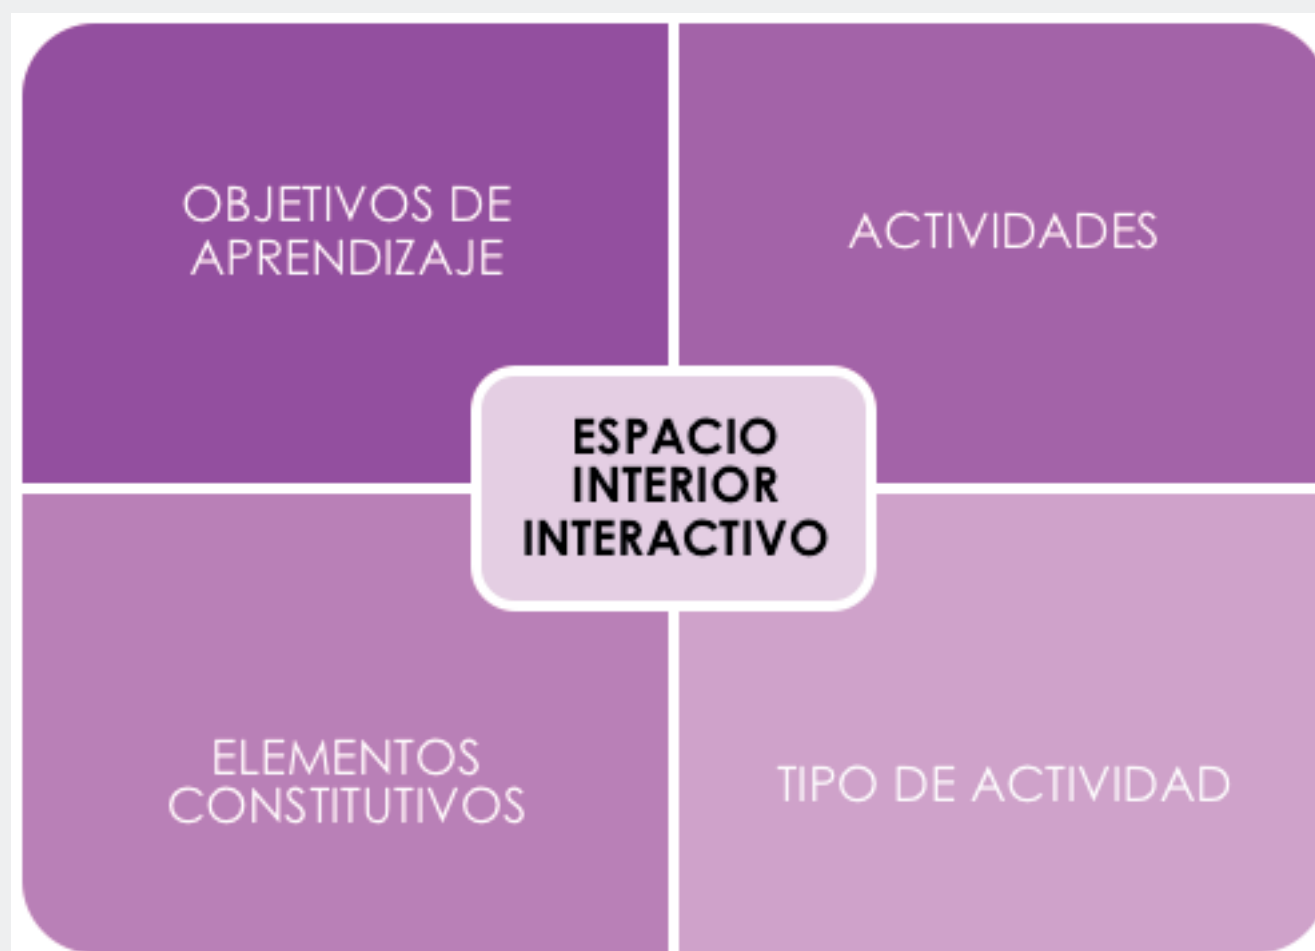 OBJETIVOS DE
APRENDIZAJE
ACTIVIDADES
ESPACIO
INTERIOR
INTERACTIVO
ELEMENTOS
CONSTITUTIVOS
TIPO DE ACTIVIDAD